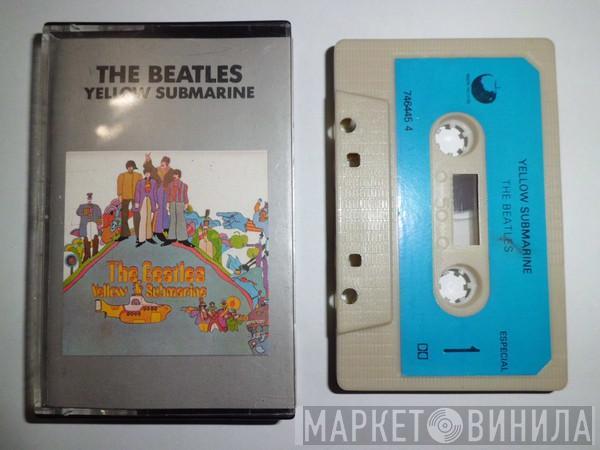 THE BEATLES
YELLOW SUBMARINE
The Beatles
Yellow Submarine
746445 4
YELLOW SUBMARINE
THE BEATLES
ESPECIAL
1
МАРКЕТ ВИНИЛА